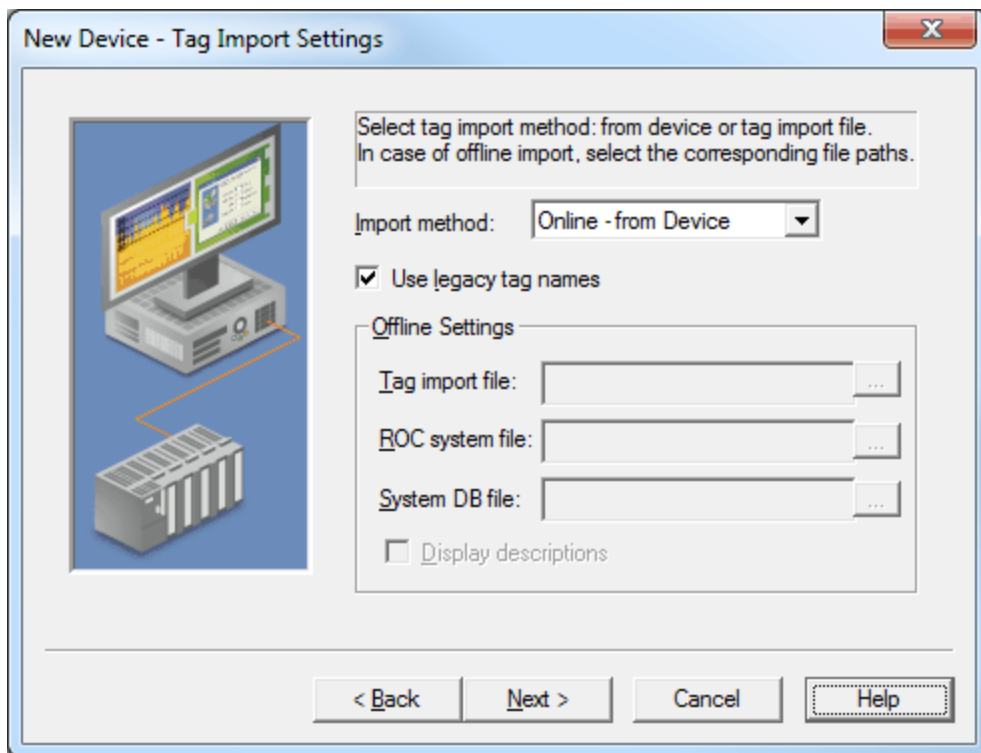 New Device - Tag Import Settings
Select tag import method: from device or tag import file.
In case of offline import, select the corresponding file paths.
Import method: Online - from Device
Use legacy tag names
Offline Settings
Tag import file: ...
ROC system file: ...
System DB file: ...
Display descriptions
< Back Next > Cancel Help